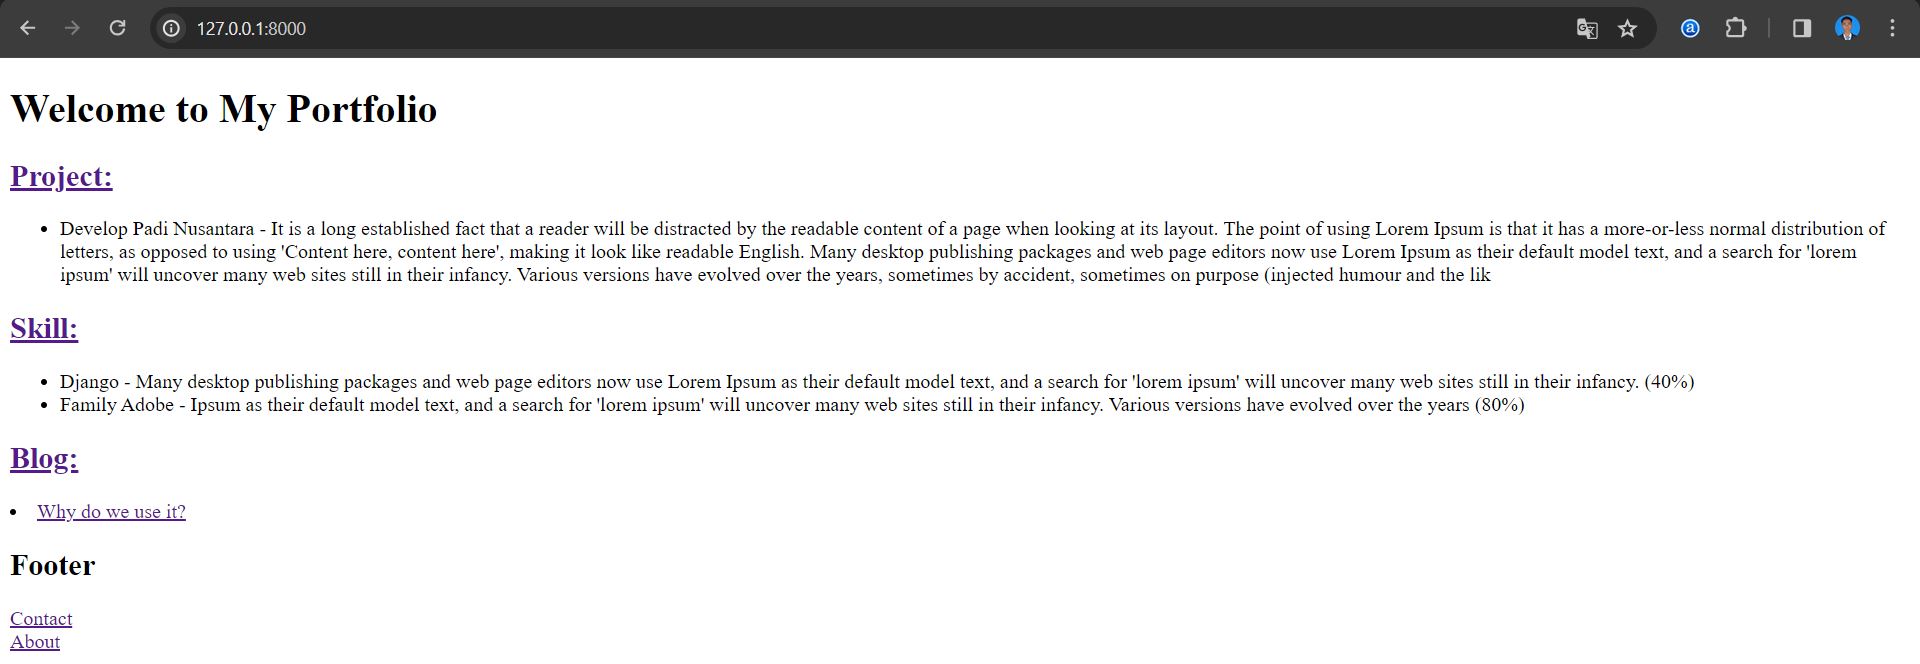 127.0.0.1:8000
Welcome to My Portfolio
Project:
Develop Padi Nusantara - It is a long established fact that a reader will be distracted by the readable content of a page when looking at its layout. The point of using Lorem Ipsum is that it has a more-or-less normal distribution of
letters, as opposed to using 'Content here, content here', making it look like readable English. Many desktop publishing packages and web page editors now use Lorem Ipsum as their default model text, and a search for 'lorem
ipsum' will uncover many web sites still in their infancy. Various versions have evolved over the years, sometimes by accident, sometimes on purpose (injected humour and the lik
Skill:
Django - Many desktop publishing packages and web page editors now use Lorem Ipsum as their default model text, and a search for 'lorem ipsum' will uncover many web sites still in their infancy. (40%)
Family Adobe - Ipsum as their default model text, and a search for 'lorem ipsum' will uncover many web sites still in their infancy. Various versions have evolved over the years (80%)
Blog:
Why do we use it?
Footer
Contact
About